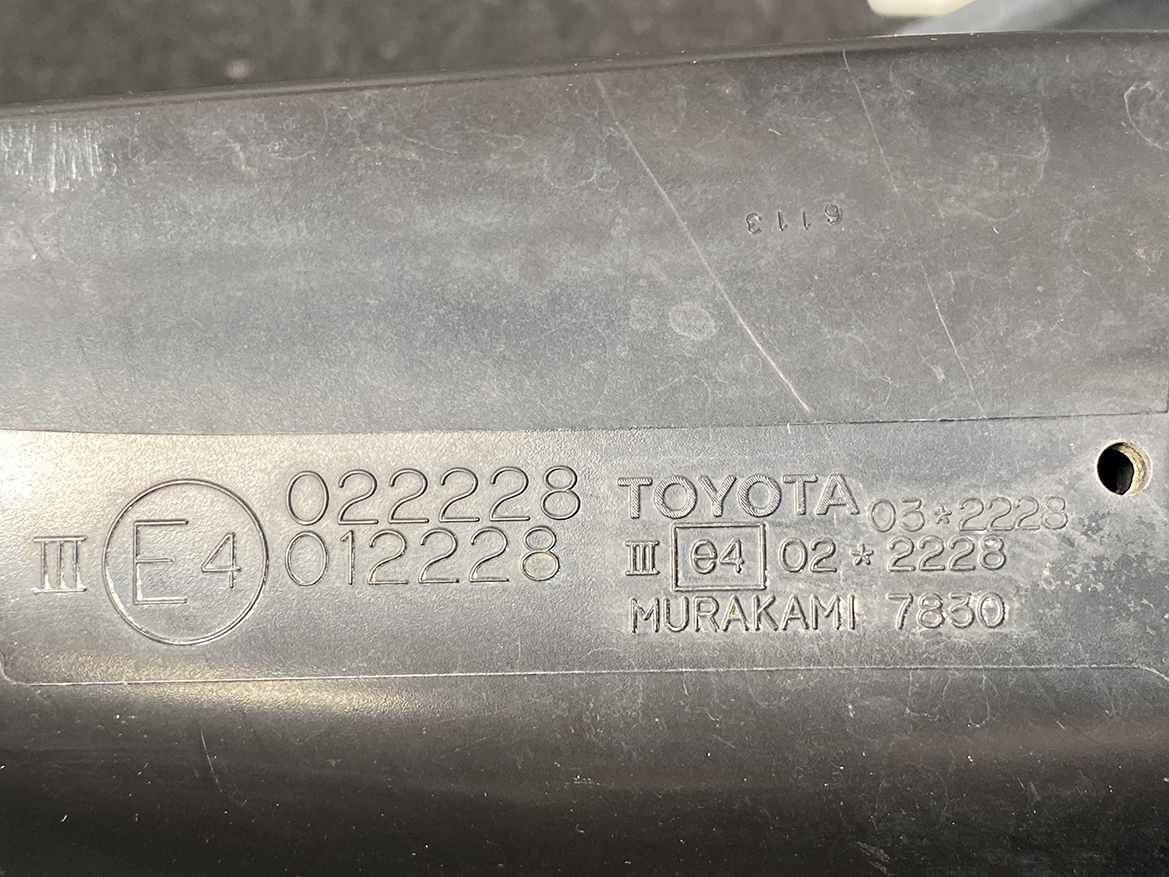 6113
III E4 022228
012228
TOYOTA 03*2228
III e4 02*2228
MURAKAMI 7830